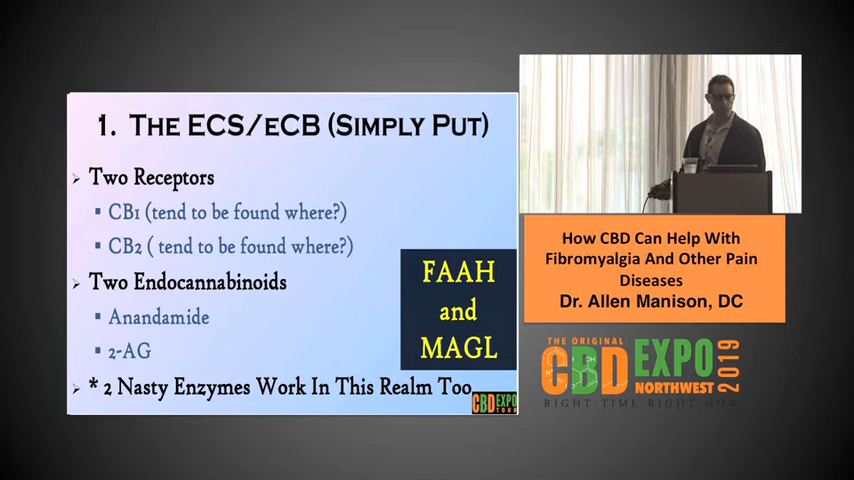 1. THE ECS/eCB (SIMPLY PUT)
Two Receptors
CB1 (tend to be found where?)
CB2 ( tend to be found where?)
Two Endocannabinoids
Anandamide
2-AG
* 2 Nasty Enzymes Work In This Realm Too
FAAH
and
MAGL
CBD EXPO
TOUR
How CBD Can Help With
Fibromyalgia And Other Pain
Diseases
Dr. Allen Manison, DC
THE ORIGINAL
CBD EXPO
NORTHWEST
2019
RIGHT TIME RIGHT NOW